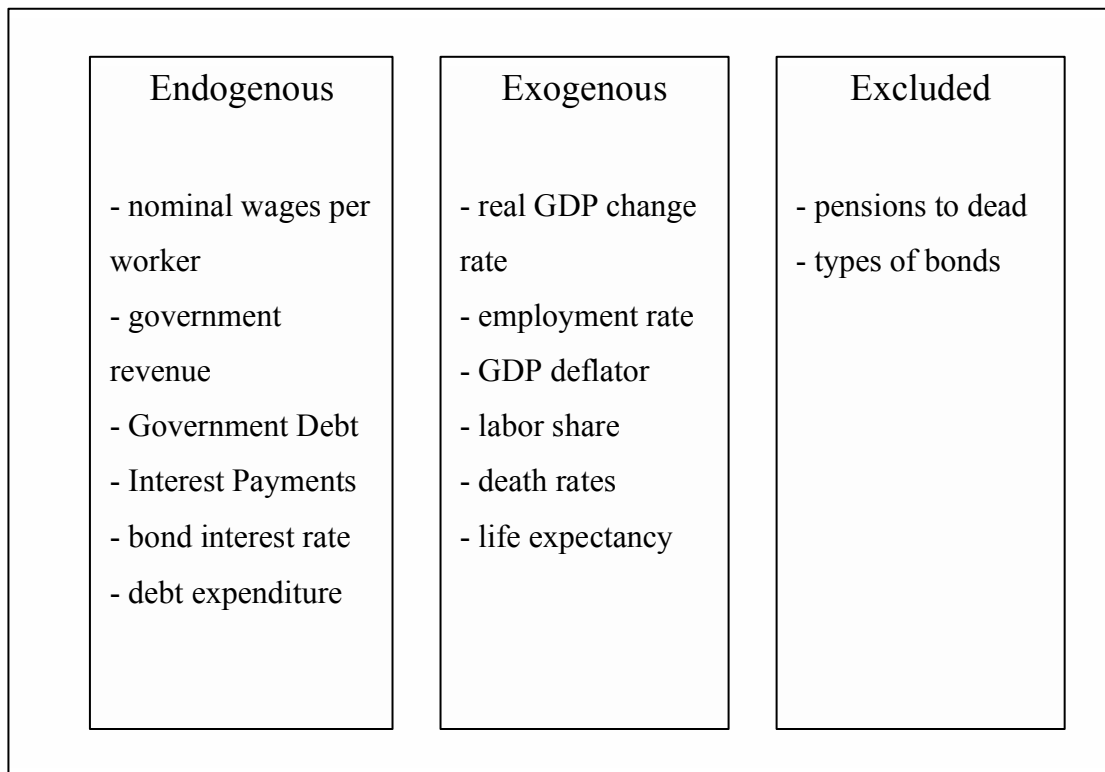 Endogenous
- nominal wages per
worker
- government
revenue
- Government Debt
- Interest Payments
- bond interest rate
- debt expenditure
Exogenous
- real GDP change
rate
- employment rate
- GDP deflator
- labor share
- death rates
- life expectancy
Excluded
- pensions to dead
- types of bonds